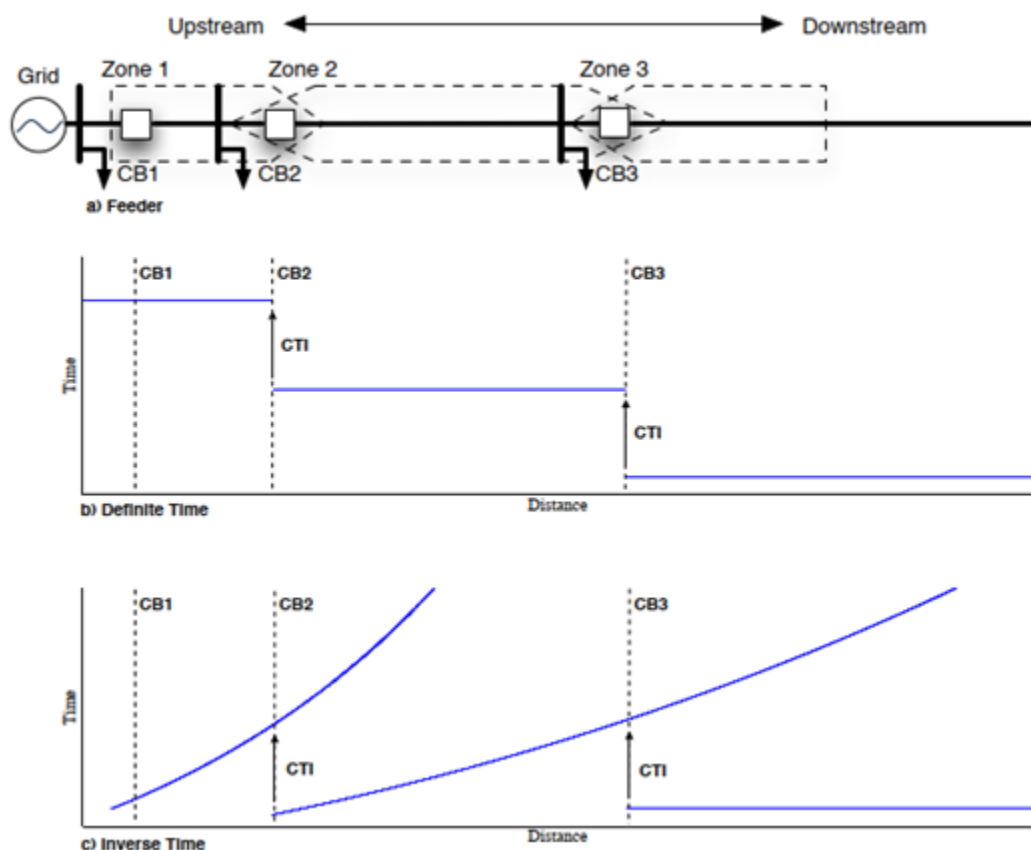 Upstream Downstream
Grid Zone 1 Zone 2 Zone 3
CB1 CB2 CB3
a) Feeder
CB1 CB2 CB3
CTI
Time
CTI
Distance
b) Definite Time
CB1 CB2 CB3
Time
CTI CTI
Distance
c) Inverse Time